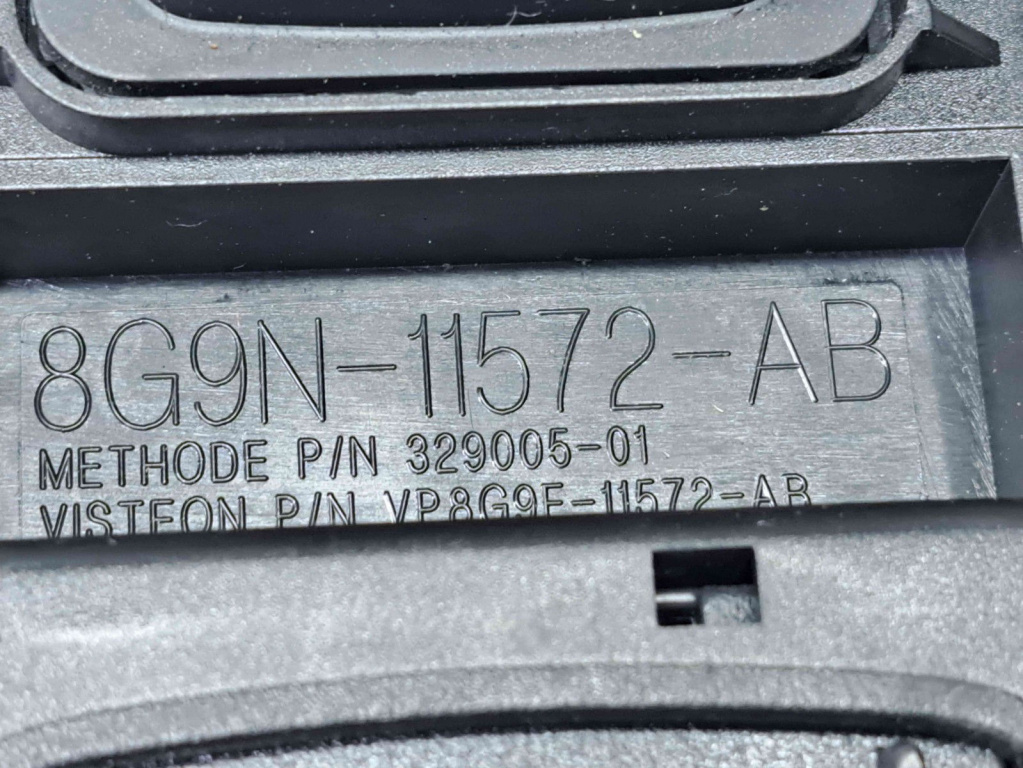 8G9N-11572-AB
METHODE P/N 329005-01
VISTEON P/N VP8G9F-11572-AB